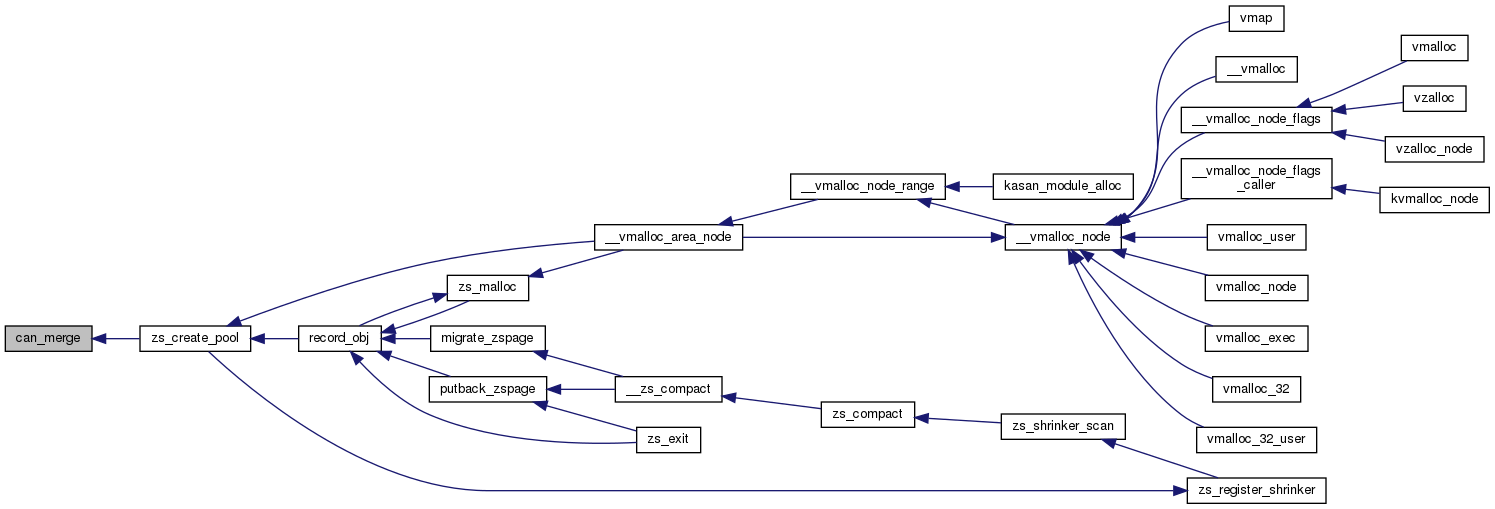 vmap
vmalloc
__vmalloc
vzalloc
__vmalloc_node_flags
vzalloc_node
__vmalloc_node_flags
_caller
__vmalloc_node_range
kasan_module_alloc
kvmalloc_node
__vmalloc_area_node
__vmalloc_node
vmalloc_user
zs_malloc
vmalloc_node
can_merge
zs_create_pool
record_obj
migrate_zspage
vmalloc_exec
putback_zspage
__zs_compact
vmalloc_32
zs_compact
zs_shrinker_scan
zs_exit
vmalloc_32_user
zs_register_shrinker